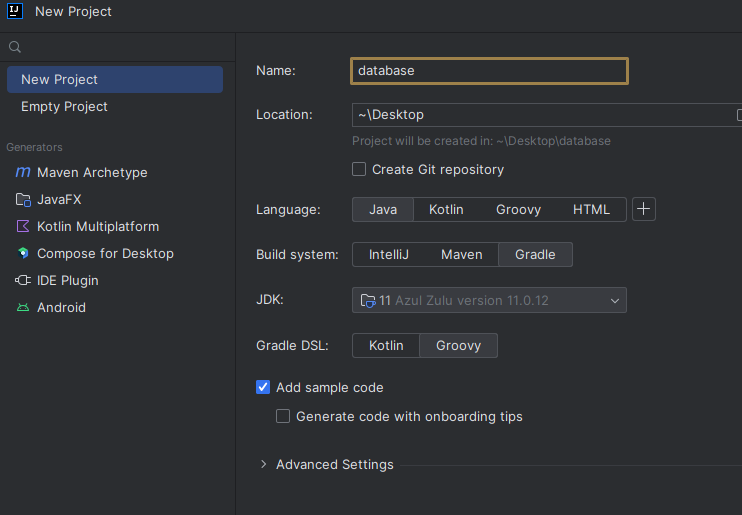 New Project
New Project
Empty Project
Generators
Maven Archetype
JavaFX
Kotlin Multiplatform
Compose for Desktop
IDE Plugin
Android
Name: database
Location: ~\Desktop
Project will be created in: ~\Desktop\database
Create Git repository
Language: Java Kotlin Groovy HTML +
Build system: IntelliJ Maven Gradle
JDK: 11 Azul Zulu version 11.0.12
Gradle DSL: Kotlin Groovy
Add sample code
Generate code with onboarding tips
Advanced Settings